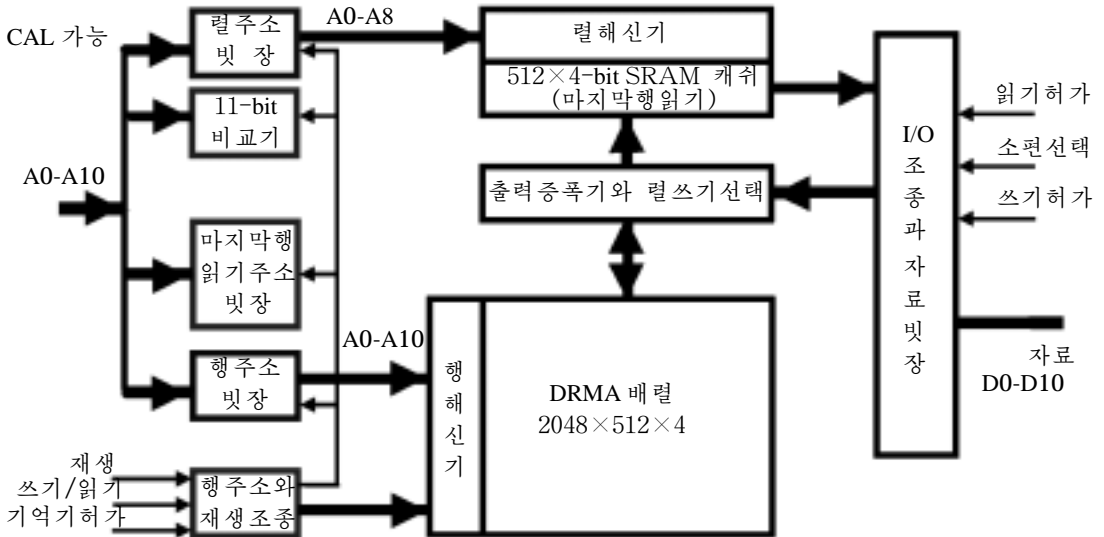 CAL 가능
렬주소
빗 장
A0-A8
렬해신기
512×4-bit SRAM 캐쉬
(마지막행읽기)
11-bit
비교기
읽기허가
I/O
조종과 자료빗장
소편선택
쓰기허가
A0-A10
출력증폭기와 렬쓰기선택
마지막행
읽기주소
빗장
A0-A10
행주소
빗장
행해신기
DRMA 배렬
2048×512×4
자료
D0-D10
재생
쓰기/읽기
기억기허가
행주소와
재생조종